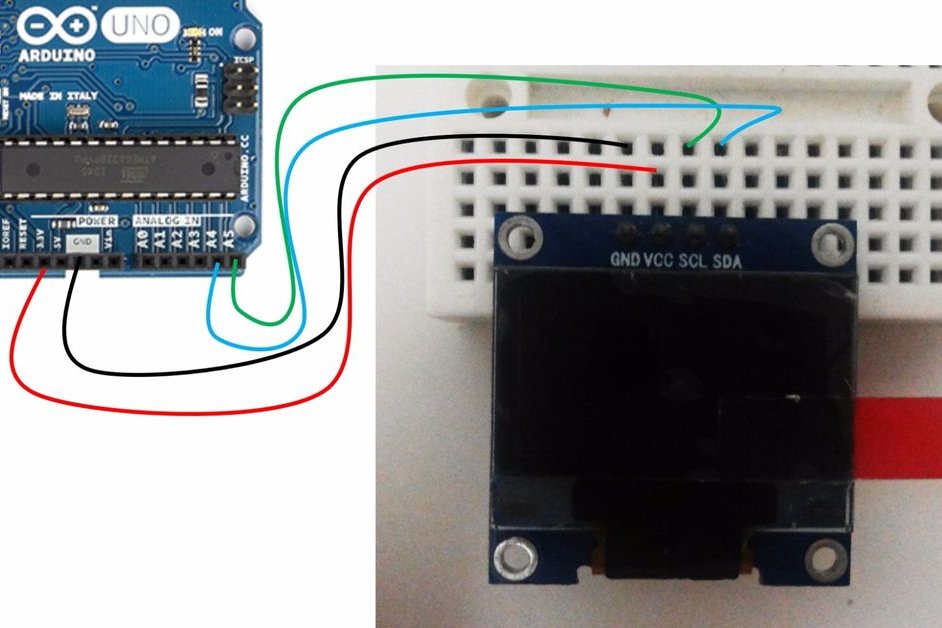 UNO
ON
ARDUINO
ICSP
MADE IN ITALY
ARDUINO.CC
POWER
ANALOG IN
IOREF
RESET
3.3V
5V
GND
Vin
A0
A1
A2
A3
A4
A5
GND VCC SCL SDA